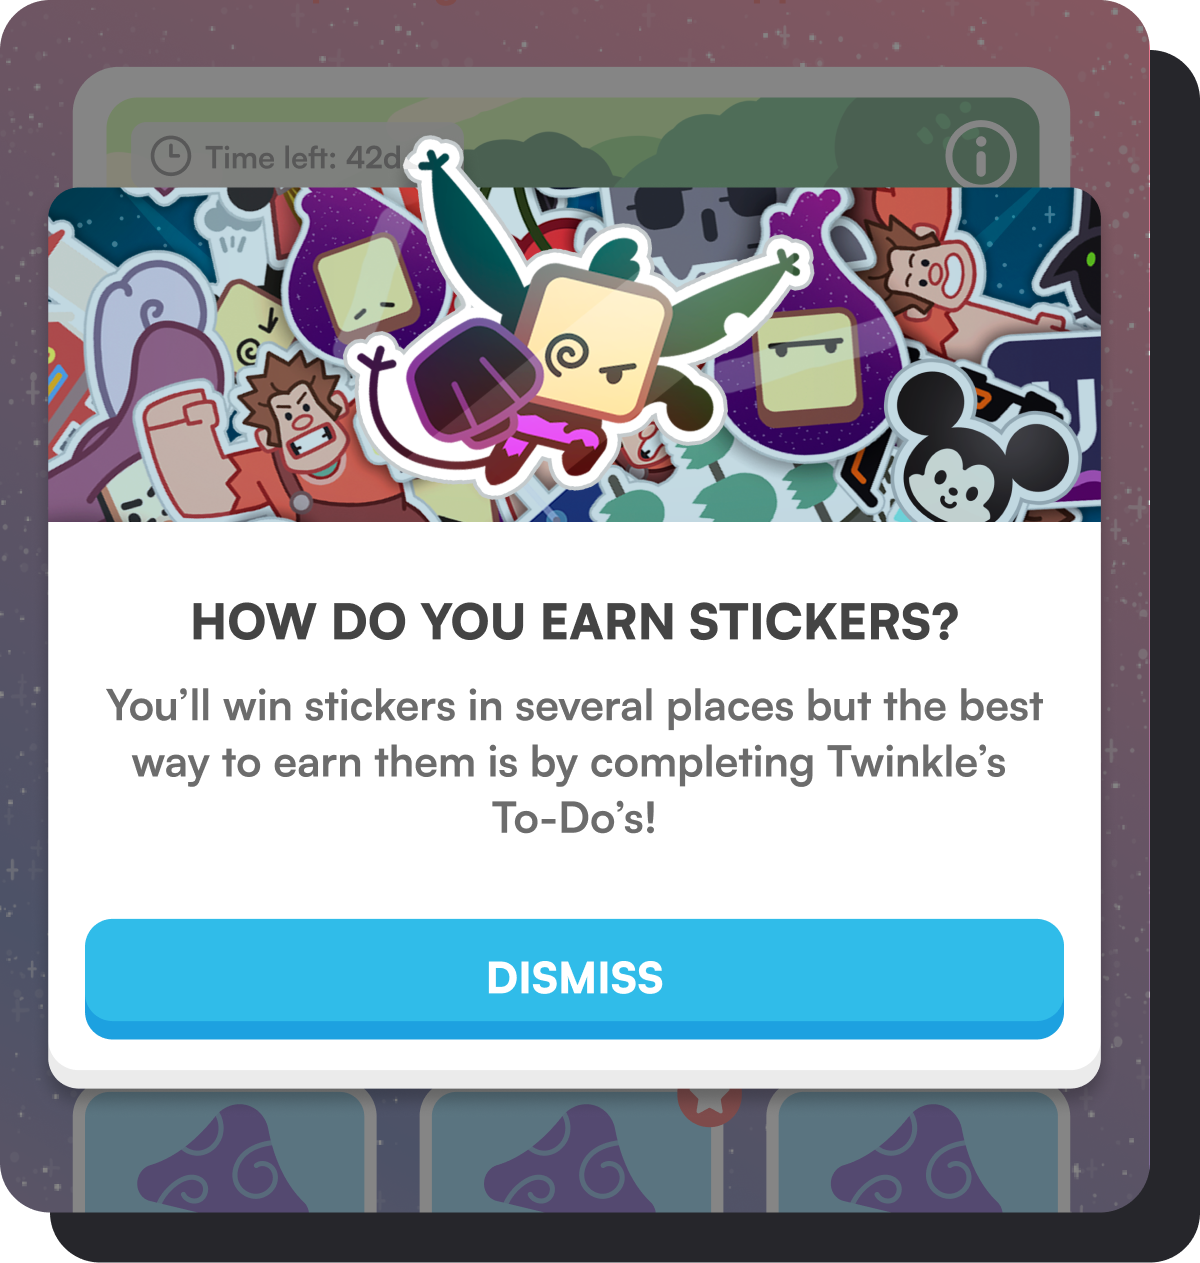 Time left: 42d
HOW DO YOU EARN STICKERS?
You’ll win stickers in several places but the best
way to earn them is by completing Twinkle’s
To-Do’s!
DISMISS